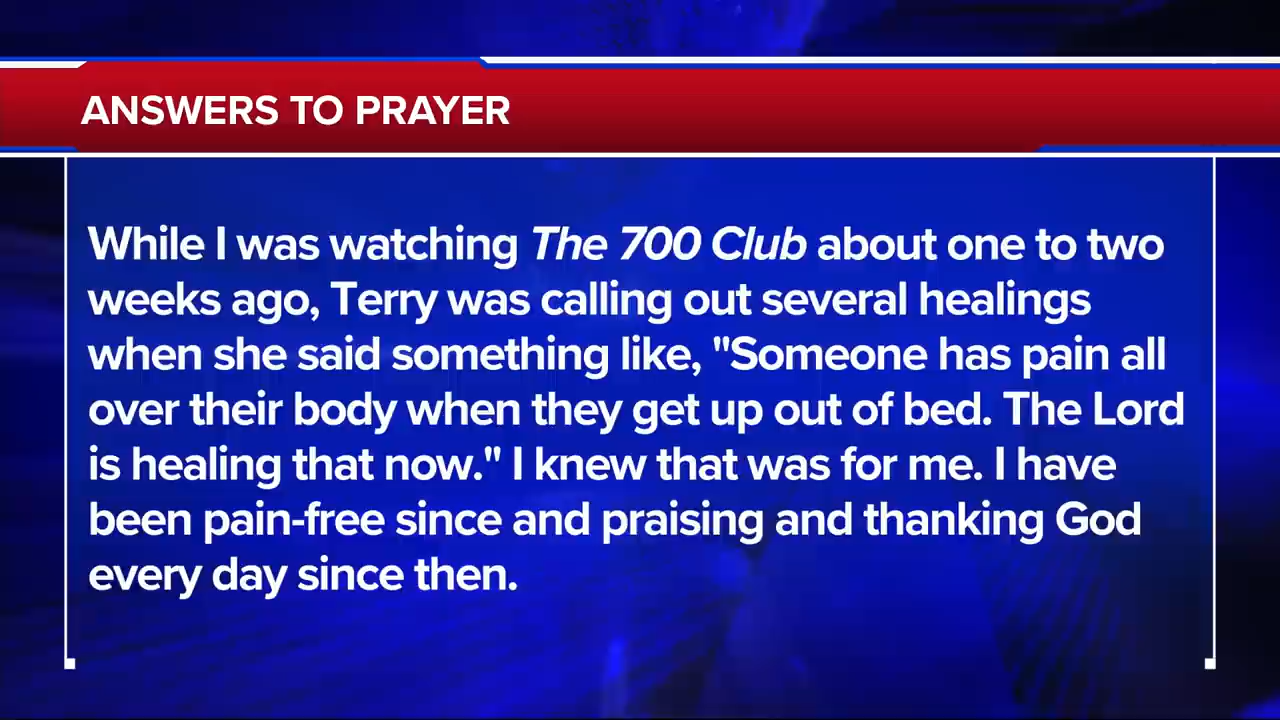 ANSWERS TO PRAYER
While I was watching The 700 Club about one to two
weeks ago, Terry was calling out several healings
when she said something like, "Someone has pain all
over their body when they get up out of bed. The Lord
is healing that now." I knew that was for me. I have
been pain-free since and praising and thanking God
every day since then.